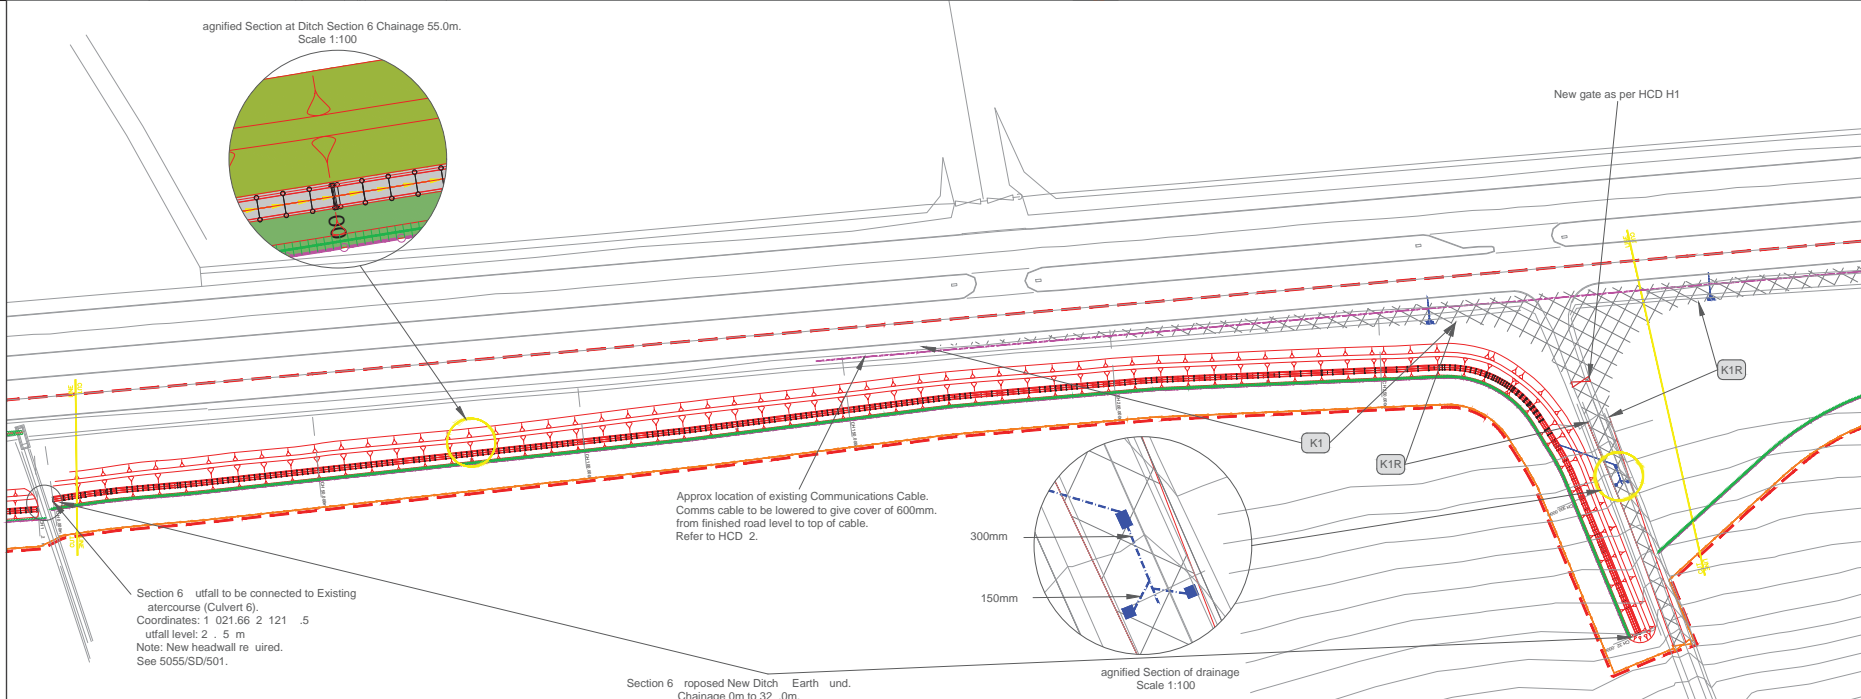 agnified Section at Ditch Section 6 Chainage 55.0m.
Scale 1:100
New gate as per HCD H1
K1R
K1
K1R
Approx location of existing Communications Cable.
Comms cable to be lowered to give cover of 600mm.
from finished road level to top of cable.
Refer to HCD 2.
300mm
150mm
Section 6 utfall to be connected to Existing
atercourse (Culvert 6).
Coordinates: 1 021.66 2 121 .5
utfall level: 2 . 5 m
Note: New headwall re uired.
See 5055/SD/501.
agnified Section of drainage
Scale 1:100
Section 6 roposed New Ditch Earth und.
Chainage 0m to 32 .0m.